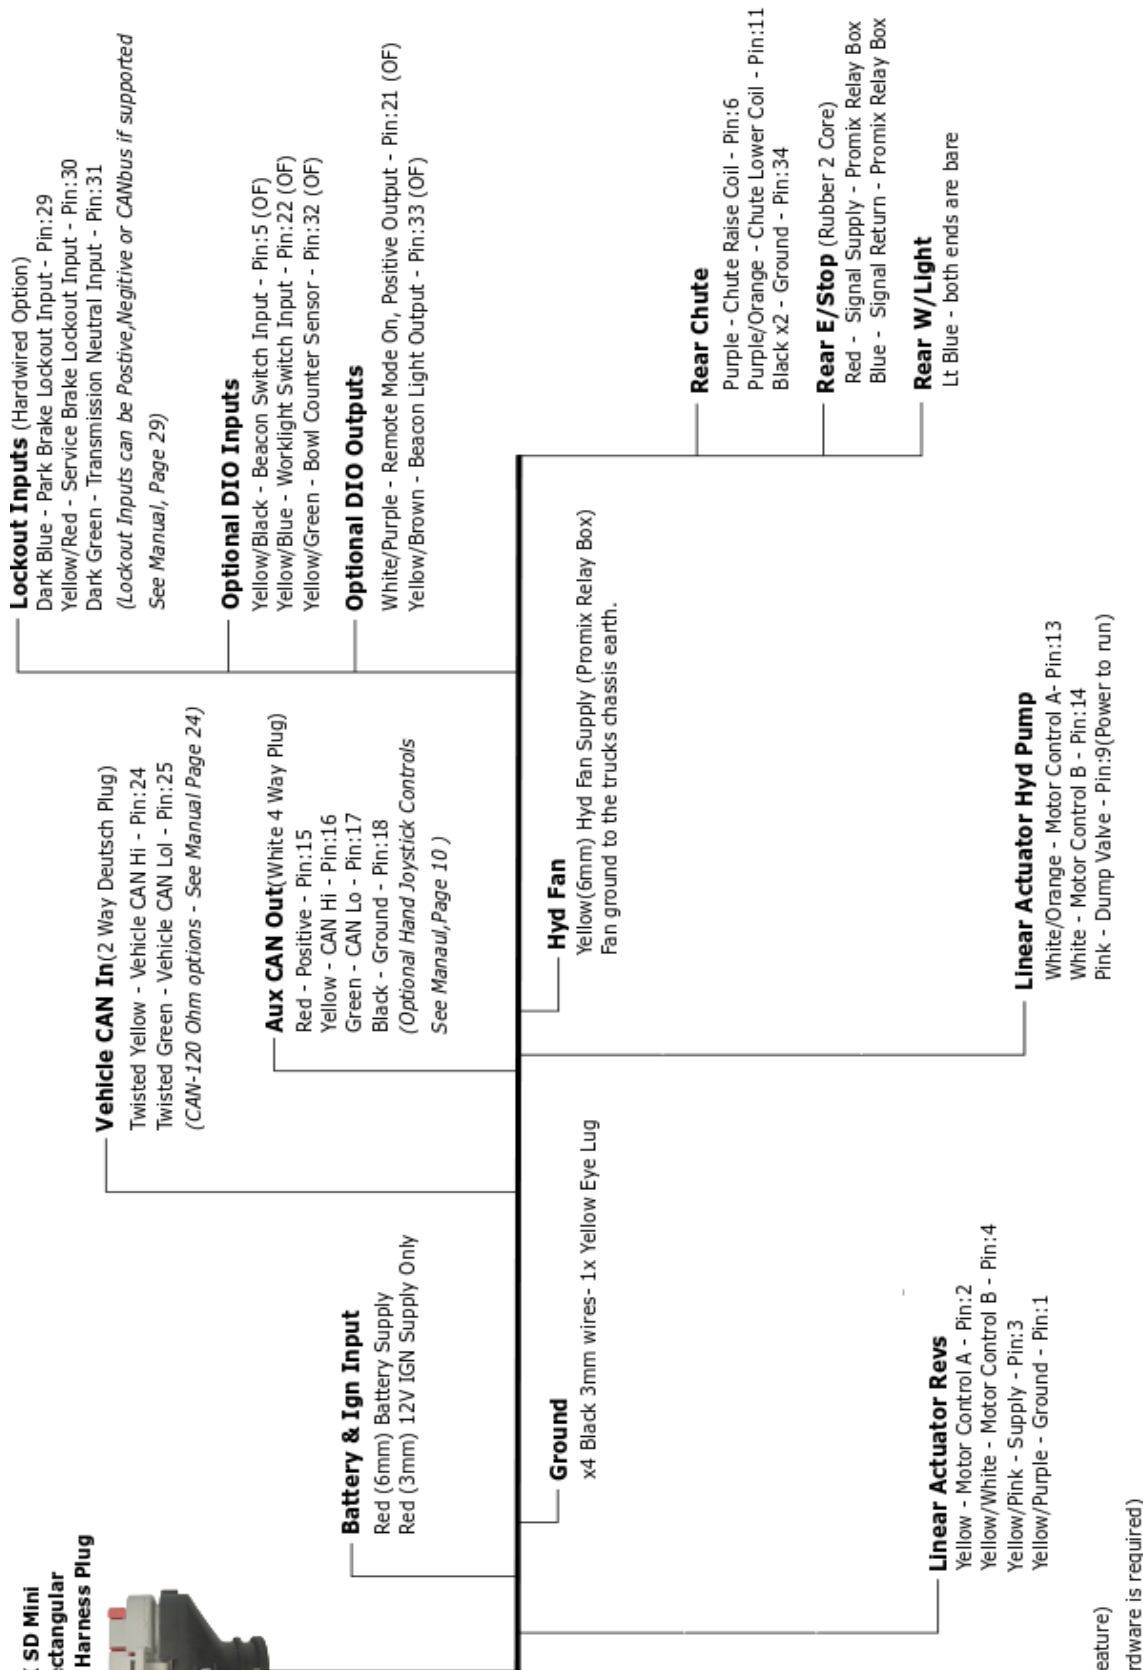 SD Mini
Harness Plug
Battery & Ign Input
Red (6mm) Battery Supply
Red (3mm) 12V IGN Supply Only
Vehicle CAN In(2 Way Deutsch Plug)
Twisted Yellow - Vehicle CAN Hi - Pin:24
Twisted Green - Vehicle CAN Lol - Pin:25
(CAN-120 Ohm options - See Manual Page 24)
Aux CAN Out(White 4 Way Plug)
Red - Positive - Pin:15
Yellow - CAN Hi - Pin:16
Green - CAN Lo - Pin:17
Black - Ground - Pin:18
(Optional Hand Joystick Controls
See Manaul,Page 10 )
Lockout Inputs (Hardwired Option)
Dark Blue - Park Brake Lockout Input - Pin:29
Yellow/Red - Service Brake Lockout Input - Pin:30
Dark Green - Transmission Neutral Input - Pin:31
(Lockout Inputs can be Postive,Negitive or CANbus if supported
See Manual, Page 29)
Optional DIO Inputs
Yellow/Black - Beacon Switch Input - Pin:5 (OF)
Yellow/Blue - Worklight Switch Input - Pin:22 (OF)
Yellow/Green - Bowl Counter Sensor - Pin:32 (OF)
Optional DIO Outputs
White/Purple - Remote Mode On, Positive Output - Pin:21 (OF)
Yellow/Brown - Beacon Light Output - Pin:33 (OF)
Ground
x4 Black 3mm wires- 1x Yellow Eye Lug
Hyd Fan
Yellow(6mm) Hyd Fan Supply (Promix Relay Box)
Fan ground to the trucks chassis earth.
Rear Chute
Purple - Chute Raise Coil - Pin:6
Purple/Orange - Chute Lower Coil - Pin:11
Black x2 - Ground - Pin:34
Rear E/Stop (Rubber 2 Core)
Red - Signal Supply - Promix Relay Box
Blue - Signal Return - Promix Relay Box
Rear W/Light
Lt Blue - both ends are bare
Linear Actuator Revs
Yellow - Motor Control A - Pin:2
Yellow/White - Motor Control B - Pin:4
Yellow/Pink - Supply - Pin:3
Yellow/Purple - Ground - Pin:1
Linear Actuator Hyd Pump
White/Orange - Motor Control A- Pin:13
White - Motor Control B - Pin:14
Pink - Dump Valve - Pin:9(Power to run)
eature)
rdware is required)